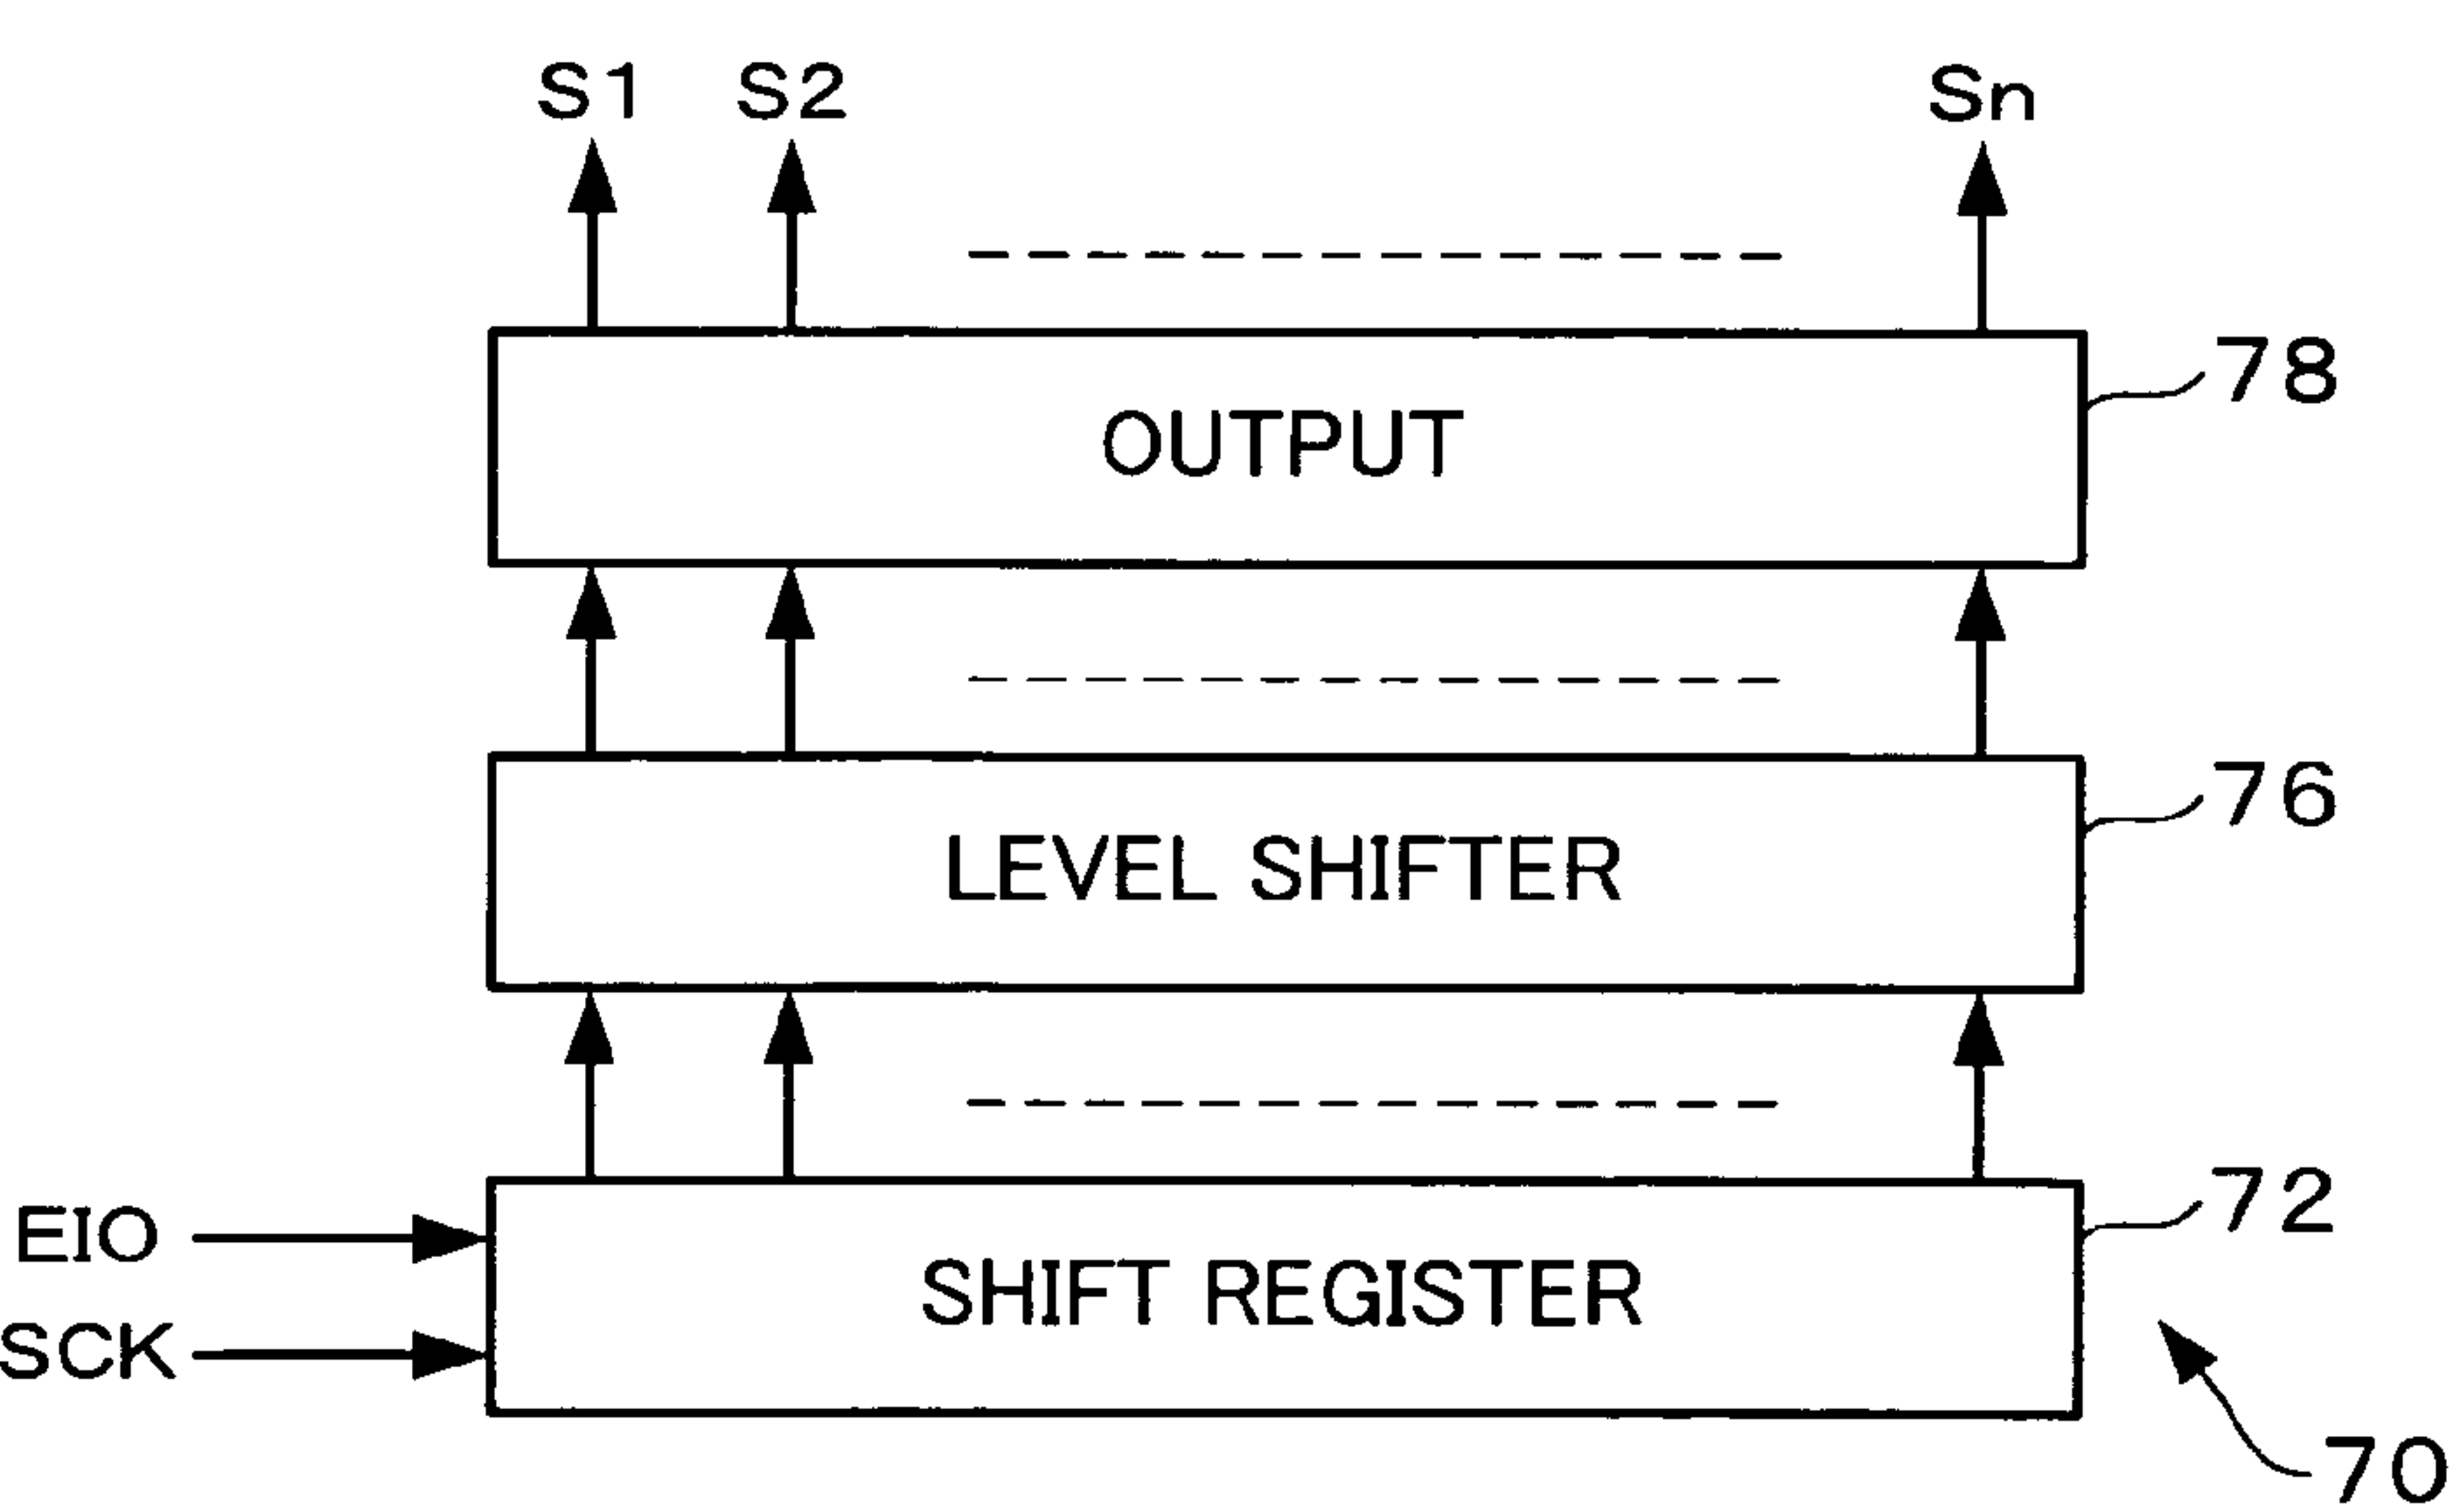 S1 S2 Sn
78
OUTPUT
76
LEVEL SHIFTER
72
EIO
SHIFT REGISTER
SCK
70